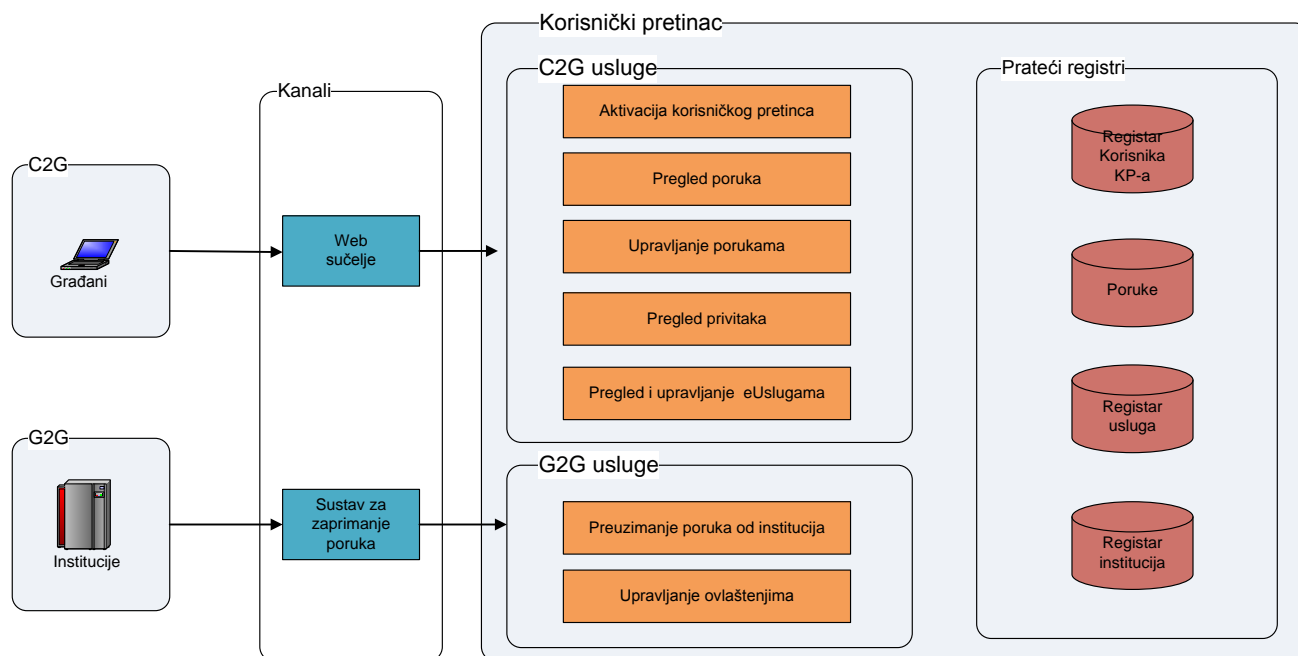 Korisnički pretinac
C2G usluge
Prateći registri
Kanali
Aktivacija korisničkog pretinca
Registar
Korisnika
KP-a
C2G
Pregled poruka
Građani
Web
sučelje
Upravljanje porukama
Poruke
Pregled privitaka
Pregled i upravljanje eUslugama
Registar
usluga
G2G
G2G usluge
Institucije
Sustav za
zaprimanje
poruka
Preuzimanje poruka od institucija
Registar
institucija
Upravljanje ovlaštenjima